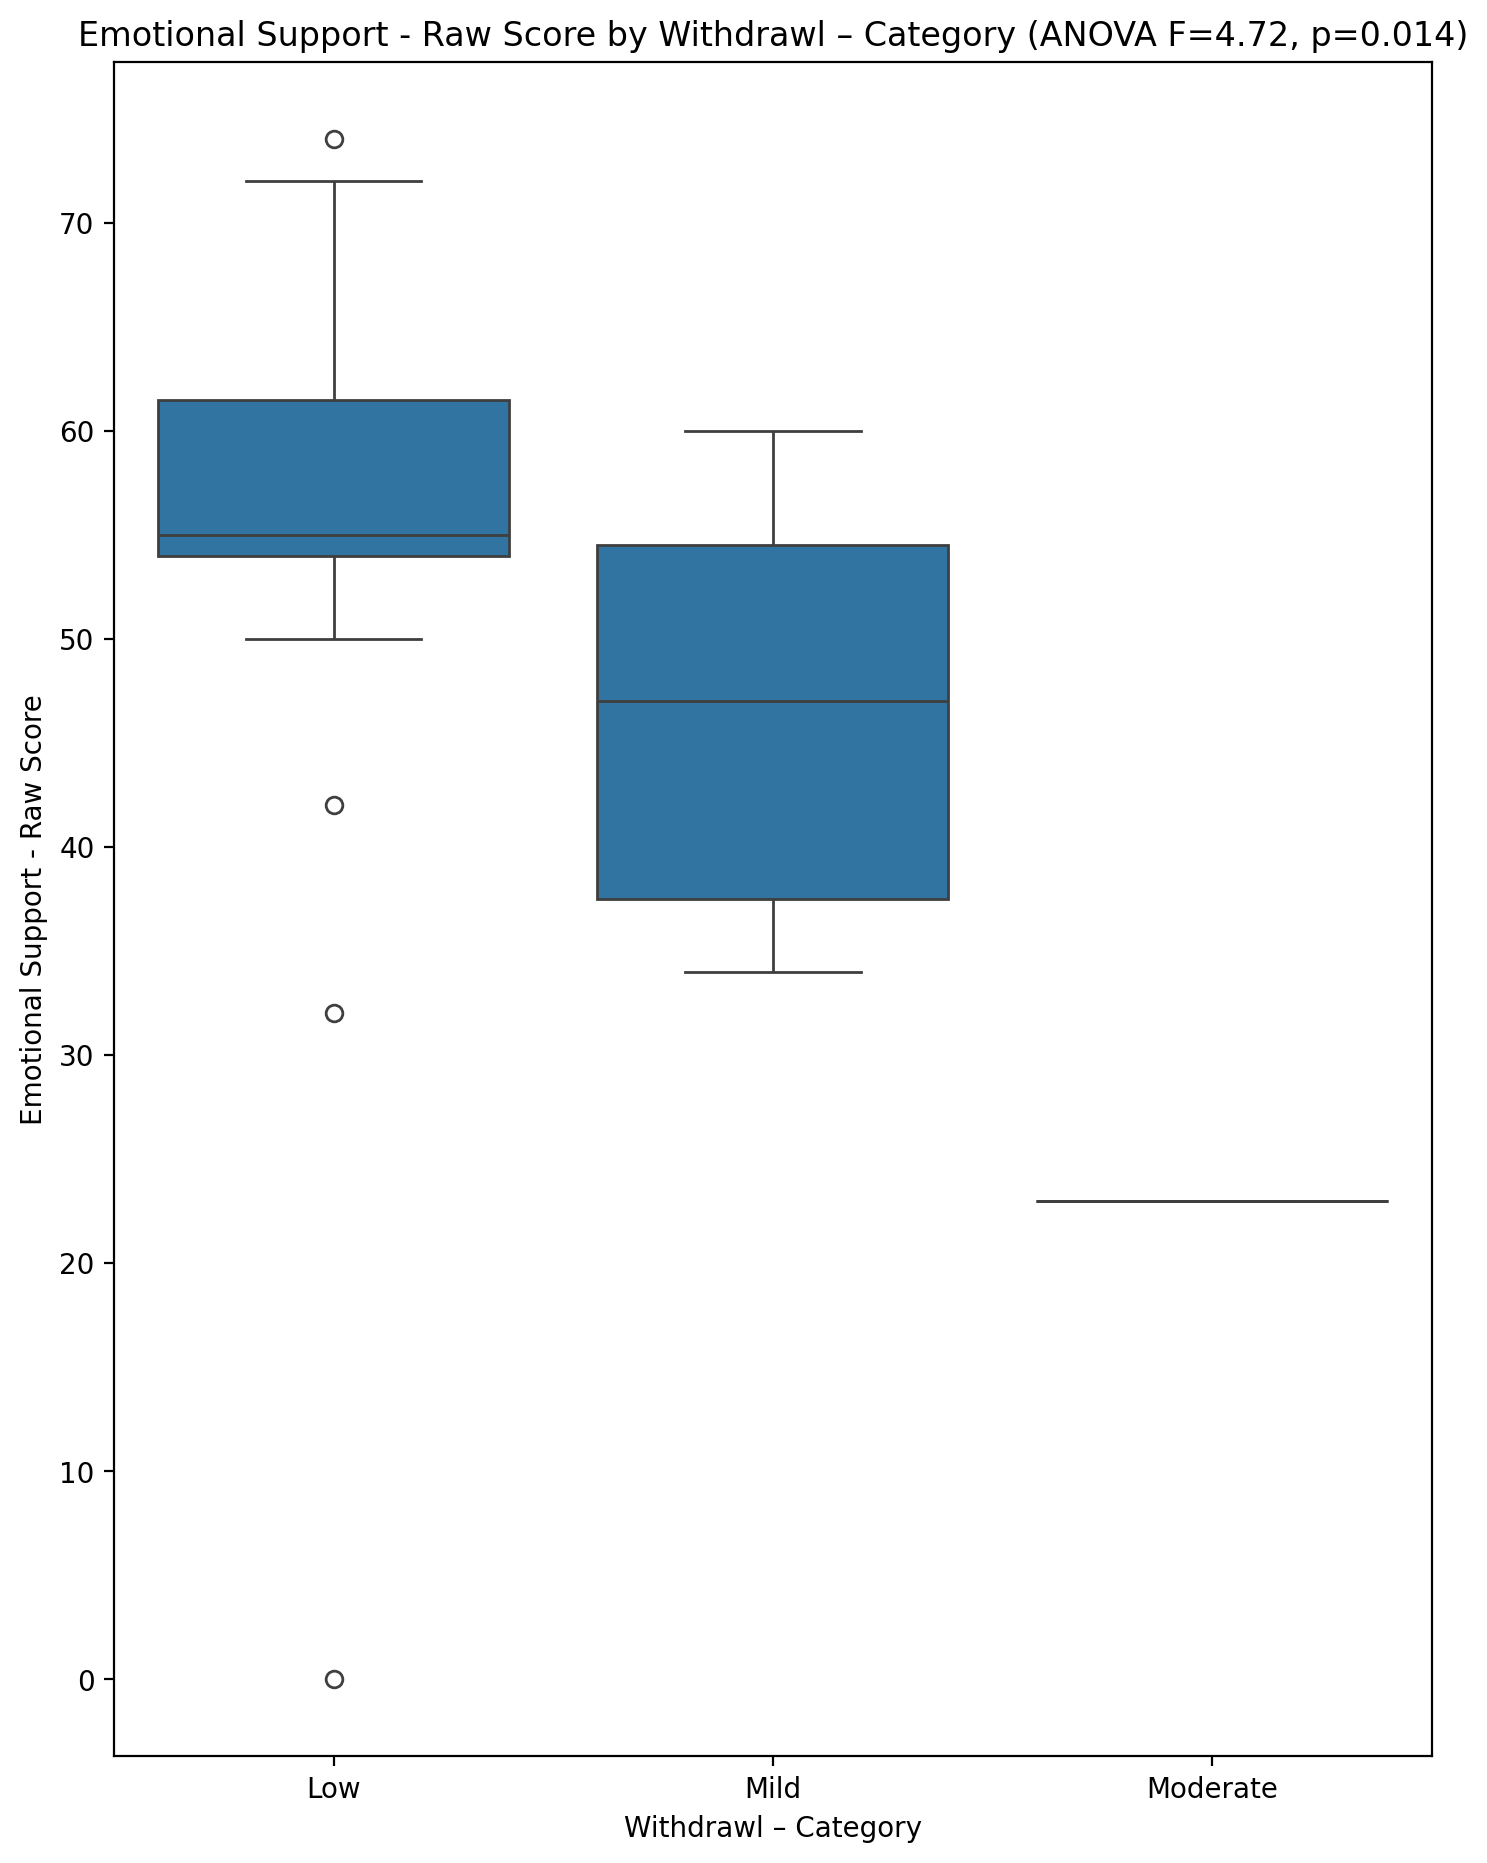 Emotional Support - Raw Score by Withdrawl – Category (ANOVA F=4.72, p=0.014)
70
60
50
40
30
20
10
0
Emotional Support - Raw Score
Low
Mild
Moderate
Withdrawl – Category